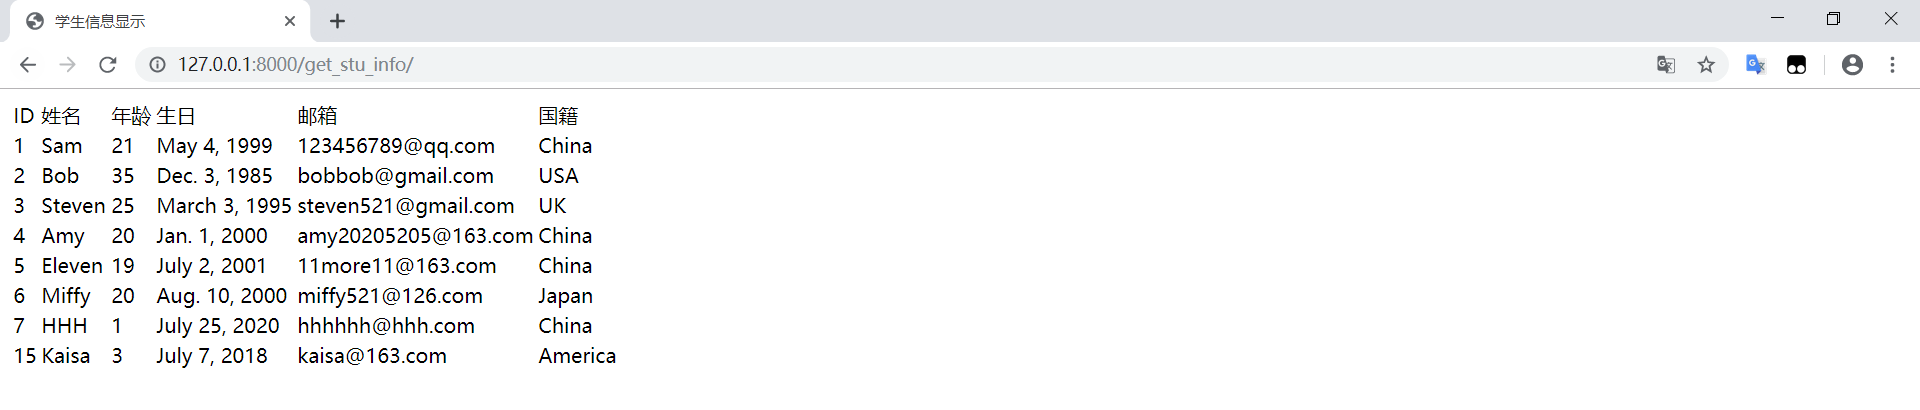 学生信息显示
127.0.0.1:8000/get_stu_info/
ID 姓名 年龄 生日 邮箱 国籍
1 Sam 21 May 4, 1999 123456789@qq.com China
2 Bob 35 Dec. 3, 1985 bobbob@gmail.com USA
3 Steven 25 March 3, 1995 steven521@gmail.com UK
4 Amy 20 Jan. 1, 2000 amy20205205@163.com China
5 Eleven 19 July 2, 2001 11more11@163.com China
6 Miffy 20 Aug. 10, 2000 miffy521@126.com Japan
7 HHH 1 July 25, 2020 hhhhhh@hhh.com China
15 Kaisa 3 July 7, 2018 kaisa@163.com America